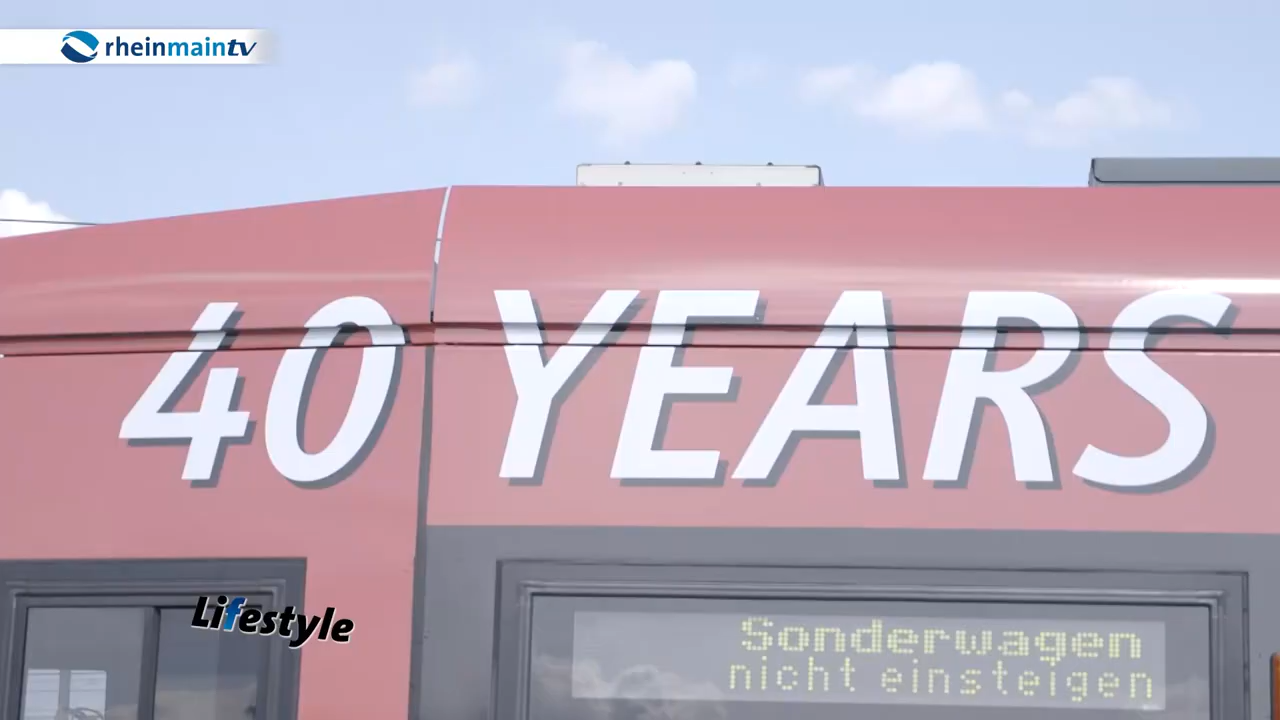 rheinmaintv
40 YEARS
Lifestyle
Sonderwagen
nicht einsteigen